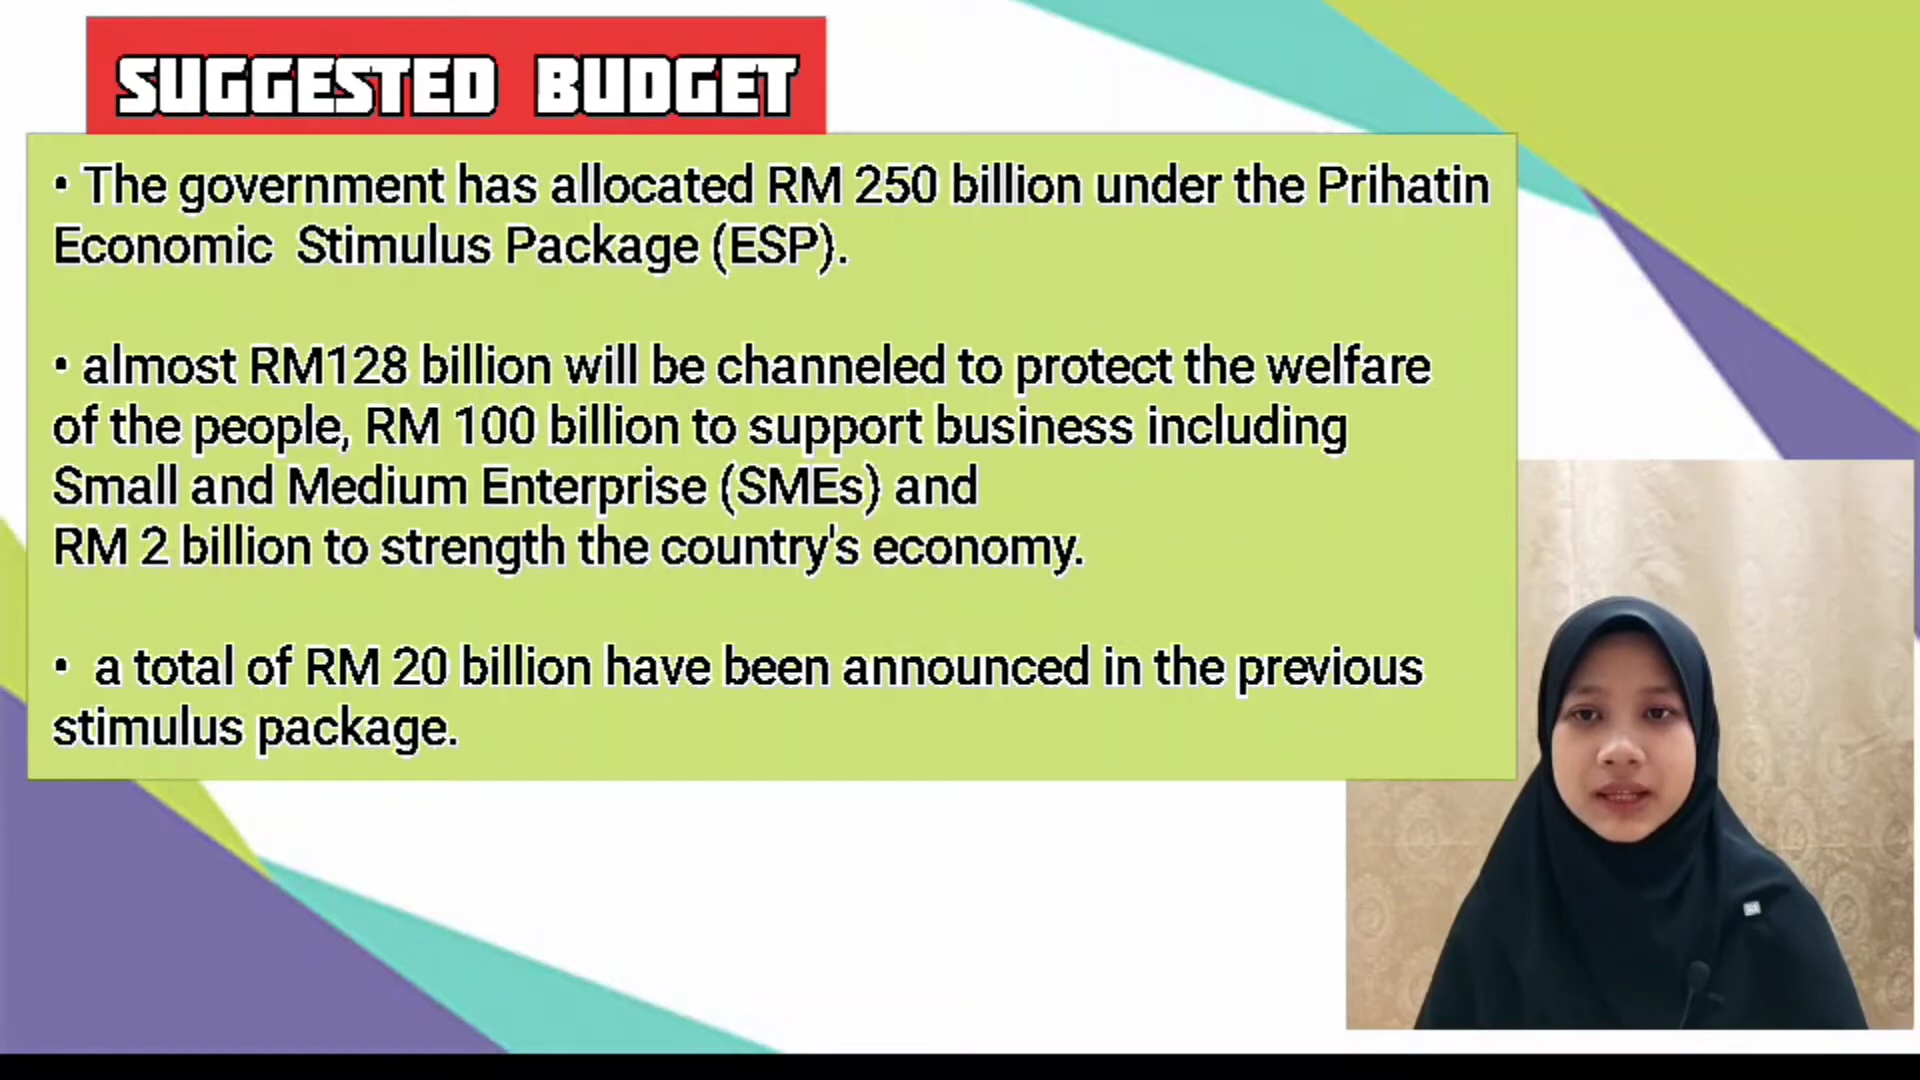 SUGGESTED BUDGET
• The government has allocated RM 250 billion under the Prihatin
Economic Stimulus Package (ESP).
• almost RM128 billion will be channeled to protect the welfare
of the people, RM 100 billion to support business including
Small and Medium Enterprise (SMEs) and
RM 2 billion to strength the country's economy.
• a total of RM 20 billion have been announced in the previous
stimulus package.